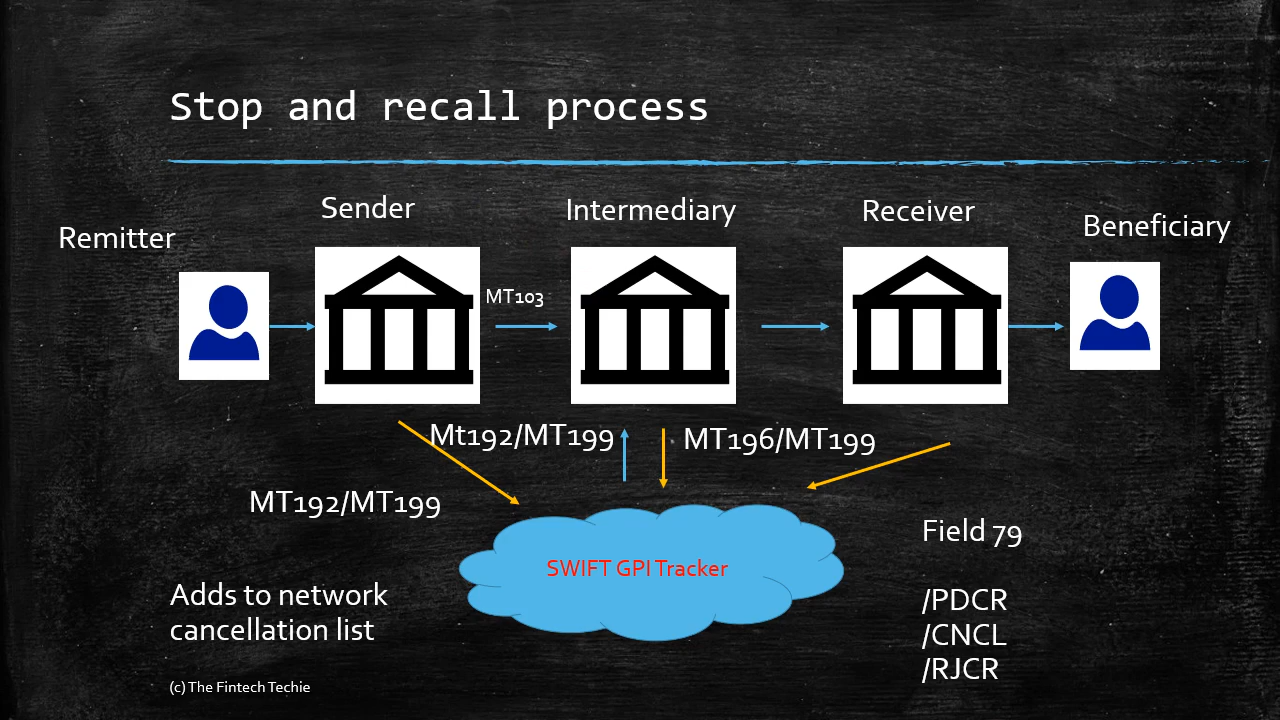 Stop and recall process
Sender
Intermediary
Receiver
Beneficiary
Remitter
MT103
Mt192/MT199
MT196/MT199
MT192/MT199
SWIFT GPI Tracker
Field 79
Adds to network
cancellation list
/PDCR
/CNCL
/RJCR
(c) The Fintech Techie